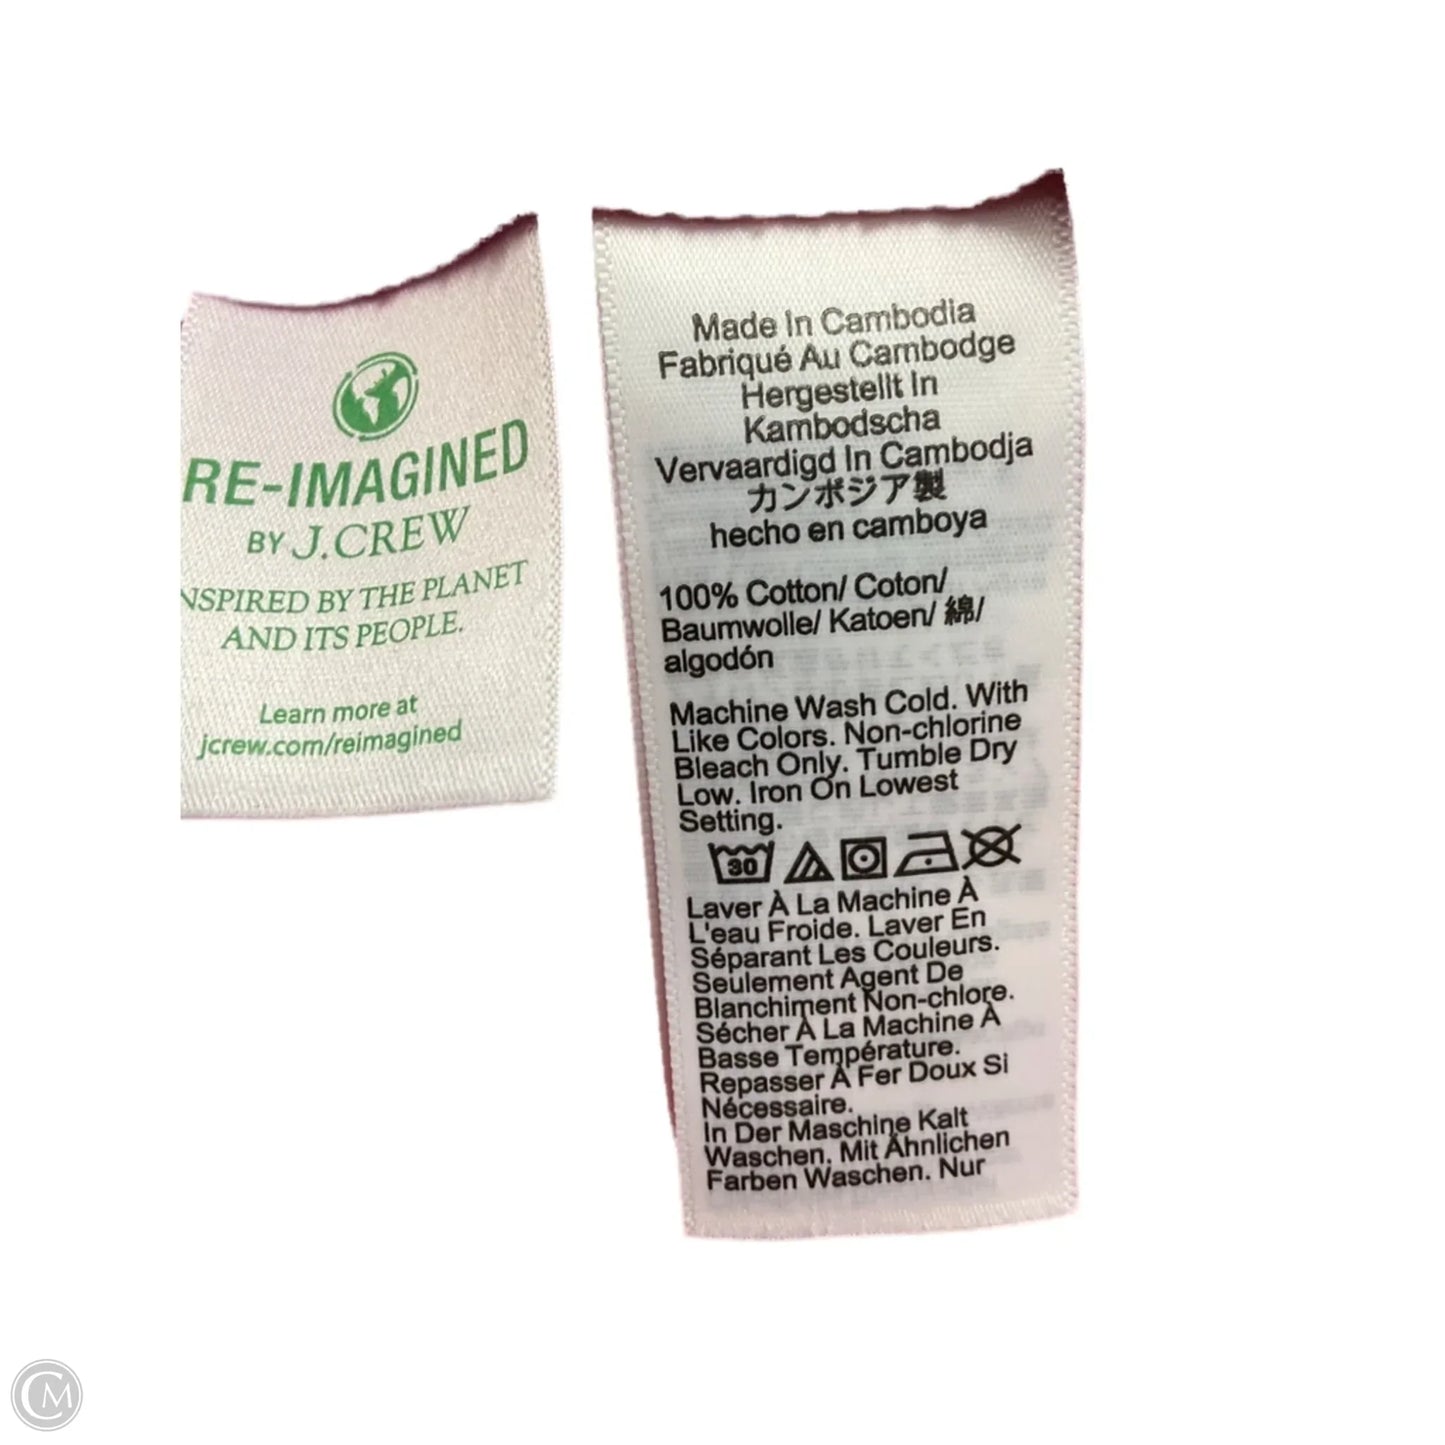 RE-IMAGINED
BY J.CREW
NSPIRED BY THE PLANET
AND ITS PEOPLE.
Learn more at
jcrew.com/reimagined
Made In Cambodia
Fabriqué Au Cambodge
Hergestellt In
Kambodscha
Vervaardigd In Cambodja
カンボジア製
hecho en camboya
100% Cotton/ Coton/
Baumwolle/ Katoen/ 綿/
algodón
Machine Wash Cold. With
Like Colors. Non-chlorine
Bleach Only. Tumble Dry
Low. Iron On Lowest
Setting.
30
Laver À La Machine À
L'eau Froide. Laver En
Séparant Les Couleurs.
Seulement Agent De
Blanchiment Non-chlore.
Sécher À La Machine À
Basse Température.
Repasser À Fer Doux Si
Nécessaire.
In Der Maschine Kalt
Waschen. Mit Ähnlichen
Farben Waschen. Nur
CM